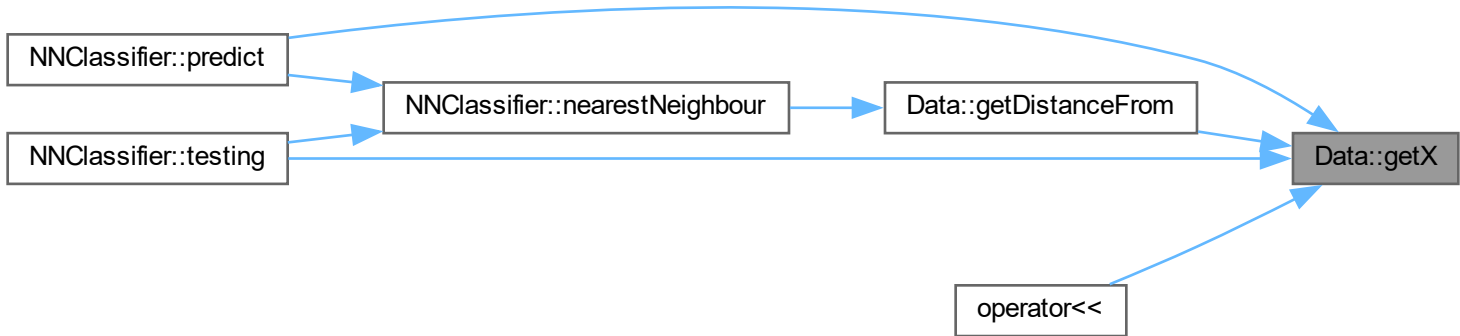 NNClassifier::predict
NNClassifier::nearestNeighbour
Data::getDistanceFrom
NNClassifier::testing
Data::getX
operator<<